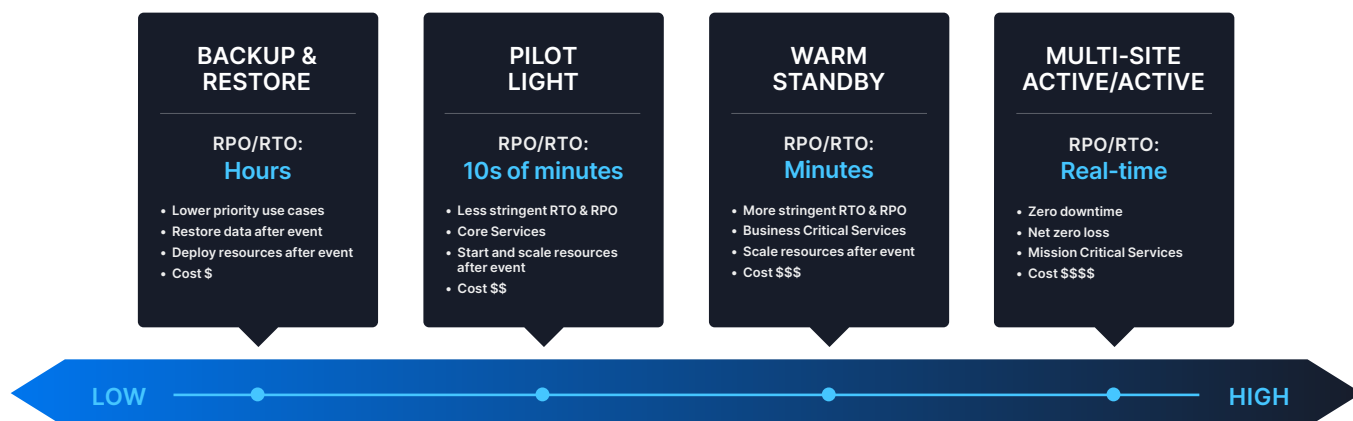 BACKUP &
RESTORE
RPO/RTO:
Hours
• Lower priority use cases
• Restore data after event
• Deploy resources after event
• Cost $
PILOT
LIGHT
RPO/RTO:
10s of minutes
• Less stringent RTO & RPO
• Core Services
• Start and scale resources
after event
• Cost $$
WARM
STANDBY
RPO/RTO:
Minutes
• More stringent RTO & RPO
• Business Critical Services
• Scale resources after event
• Cost $$$
MULTI-SITE
ACTIVE/ACTIVE
RPO/RTO:
Real-time
• Zero downtime
• Net zero loss
• Mission Critical Services
• Cost $$$$
LOW
HIGH